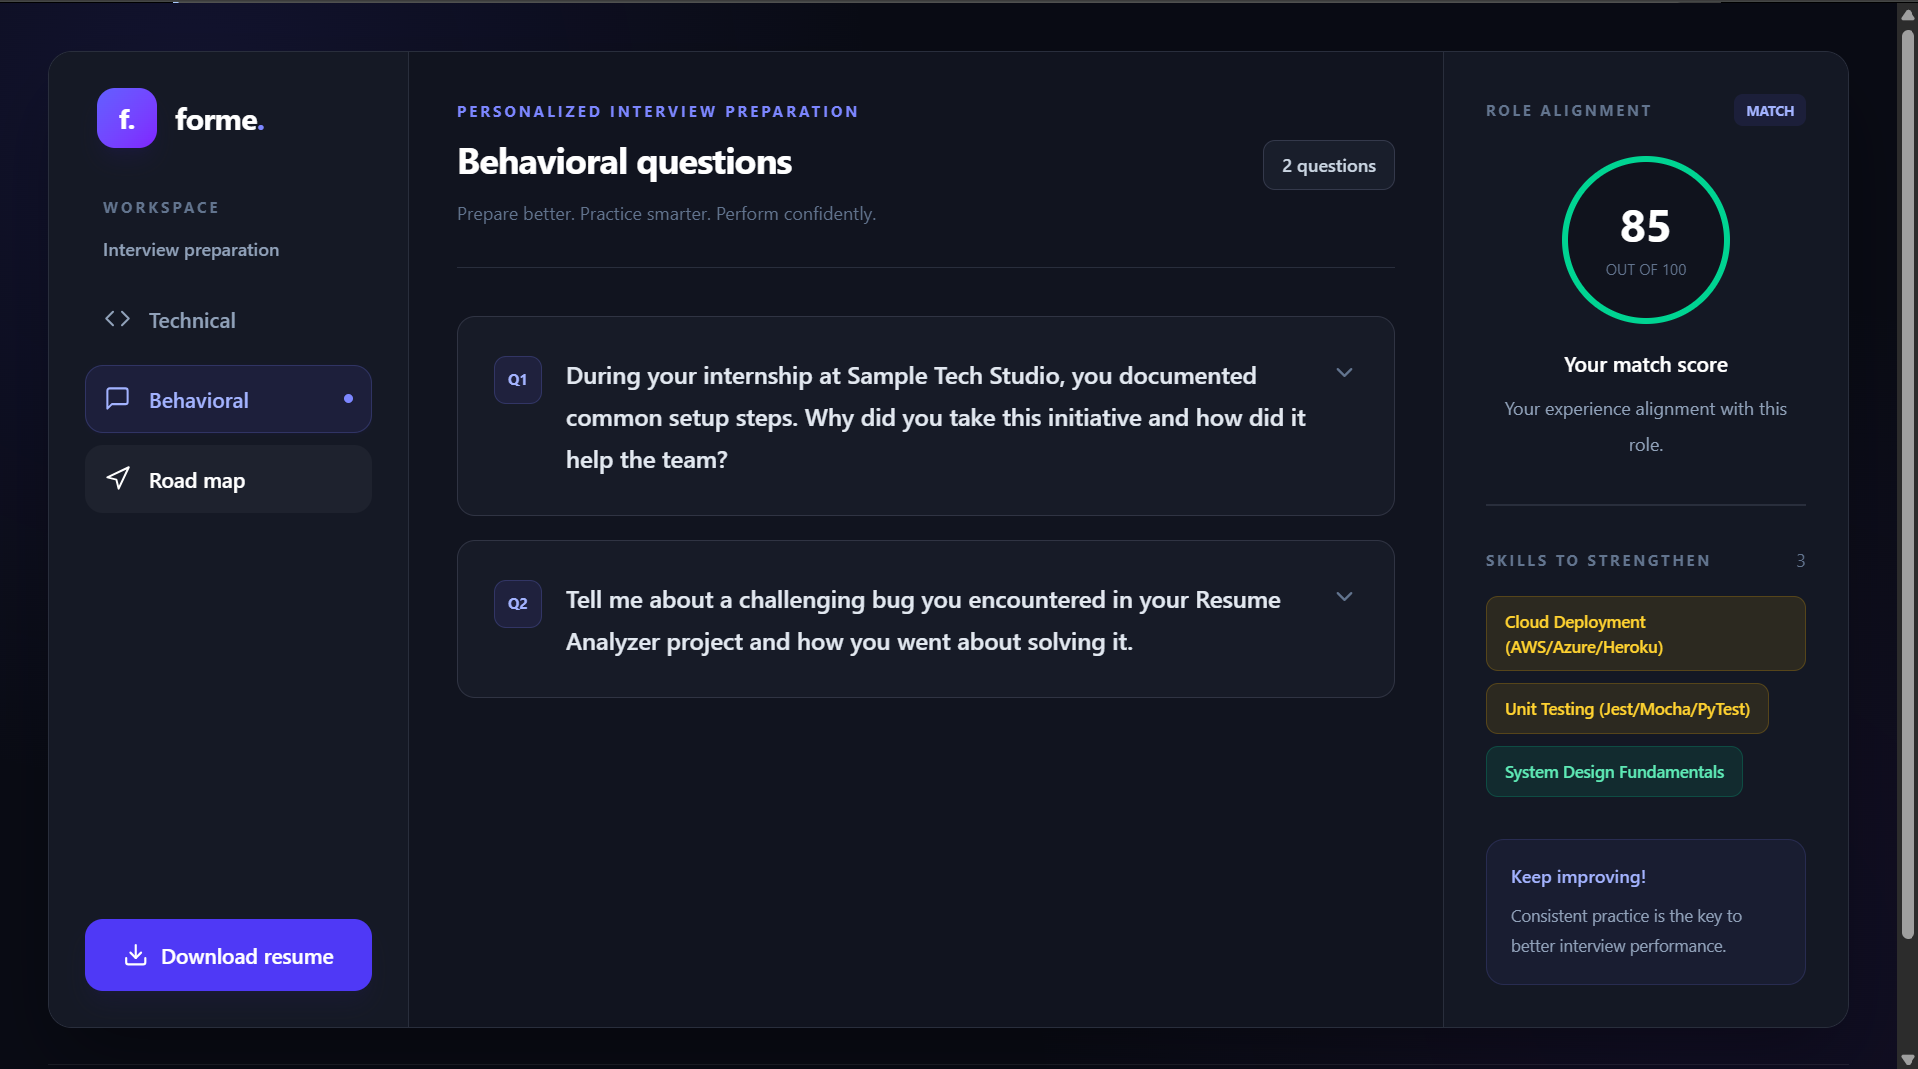 f.
forme.
WORKSPACE
Interview preparation
Technical
Behavioral
Road map
Download resume
PERSONALIZED INTERVIEW PREPARATION
Behavioral questions
2 questions
Prepare better. Practice smarter. Perform confidently.
Q1
During your internship at Sample Tech Studio, you documented
common setup steps. Why did you take this initiative and how did it
help the team?
Q2
Tell me about a challenging bug you encountered in your Resume
Analyzer project and how you went about solving it.
ROLE ALIGNMENT
MATCH
85
OUT OF 100
Your match score
Your experience alignment with this
role.
SKILLS TO STRENGTHEN
3
Cloud Deployment
(AWS/Azure/Heroku)
Unit Testing (Jest/Mocha/PyTest)
System Design Fundamentals
Keep improving!
Consistent practice is the key to
better interview performance.